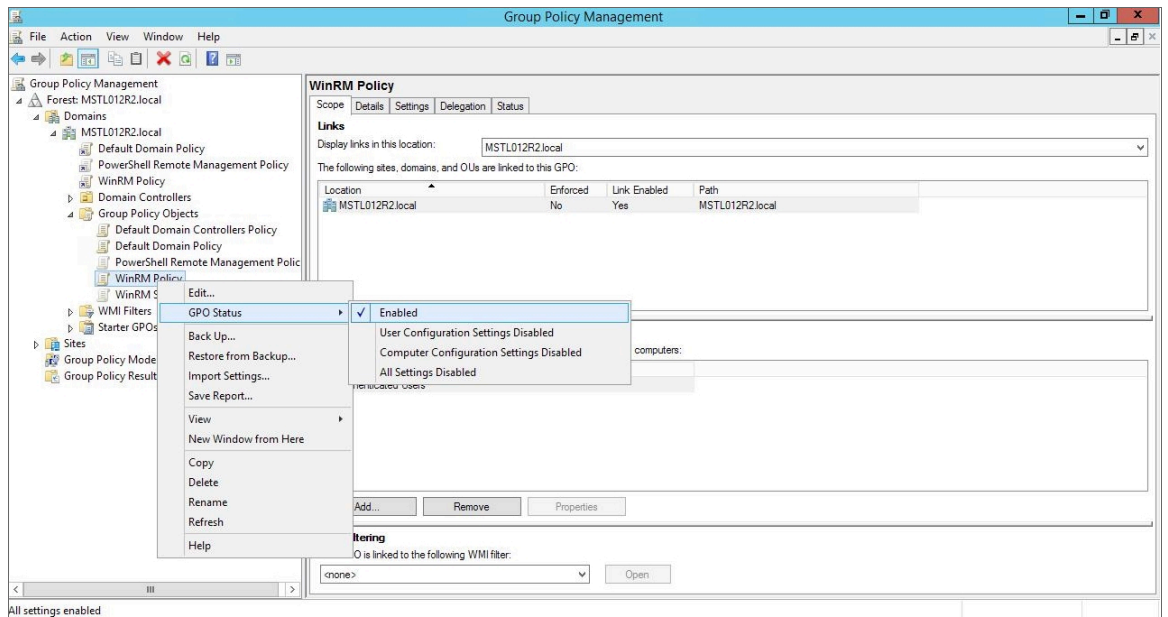 Group Policy Management
File Action View Window Help
Group Policy Management
Forest: MSTL012R2.local
Domains
MSTL012R2.local
Default Domain Policy
PowerShell Remote Management Policy
WinRM Policy
Domain Controllers
Group Policy Objects
Default Domain Controllers Policy
Default Domain Policy
PowerShell Remote Management Polic
WinRM Policy
WinRM S
WMI Filters
Starter GPOs
Sites
Group Policy Mode
Group Policy Result
Edit...
GPO Status
Back Up...
Restore from Backup...
Import Settings...
Save Report...
View
New Window from Here
Copy
Delete
Rename
Refresh
Help
Enabled
User Configuration Settings Disabled
Computer Configuration Settings Disabled
All Settings Disabled
WinRM Policy
Scope Details Settings Delegation Status
Links
Display links in this location: MSTL012R2.local
The following sites, domains, and OUs are linked to this GPO:
Location Enforced Link Enabled Path
MSTL012R2.local No Yes MSTL012R2.local
computers:
Users
Add... Remove Properties
ltering
O is linked to the following WMI filter:
<none> Open
All settings enabled